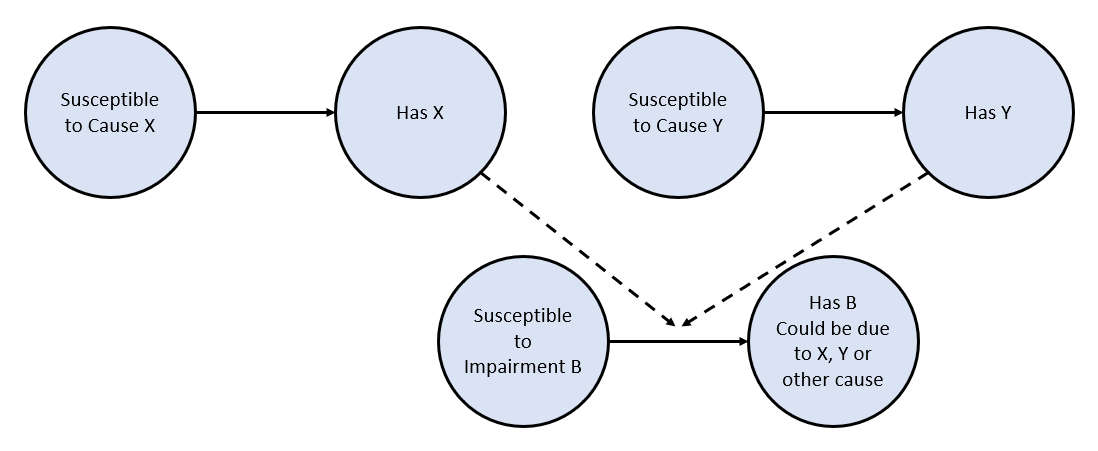 Susceptible
to Cause X
Has X
Susceptible
to Cause Y
Has Y
Susceptible
to
Impairment B
Has B
Could be due
to X, Y or
other cause